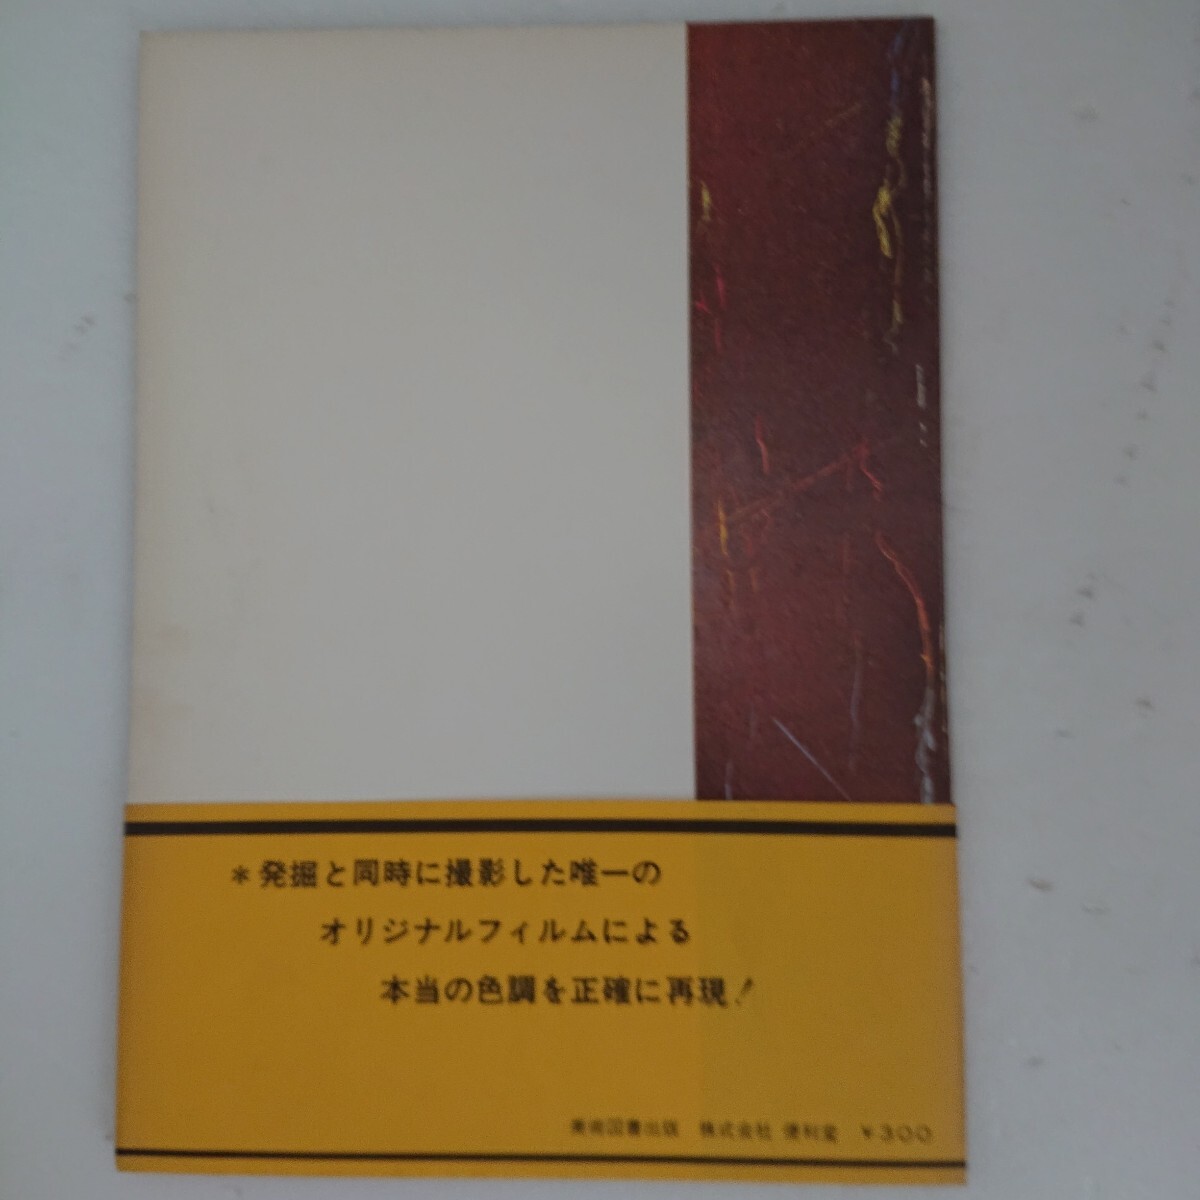 *発掘と同時に撮影した唯一の
オリジナルフィルムによる
本当の色調を正確に再現!
美術図書出版 株式会社 便利堂 ¥300